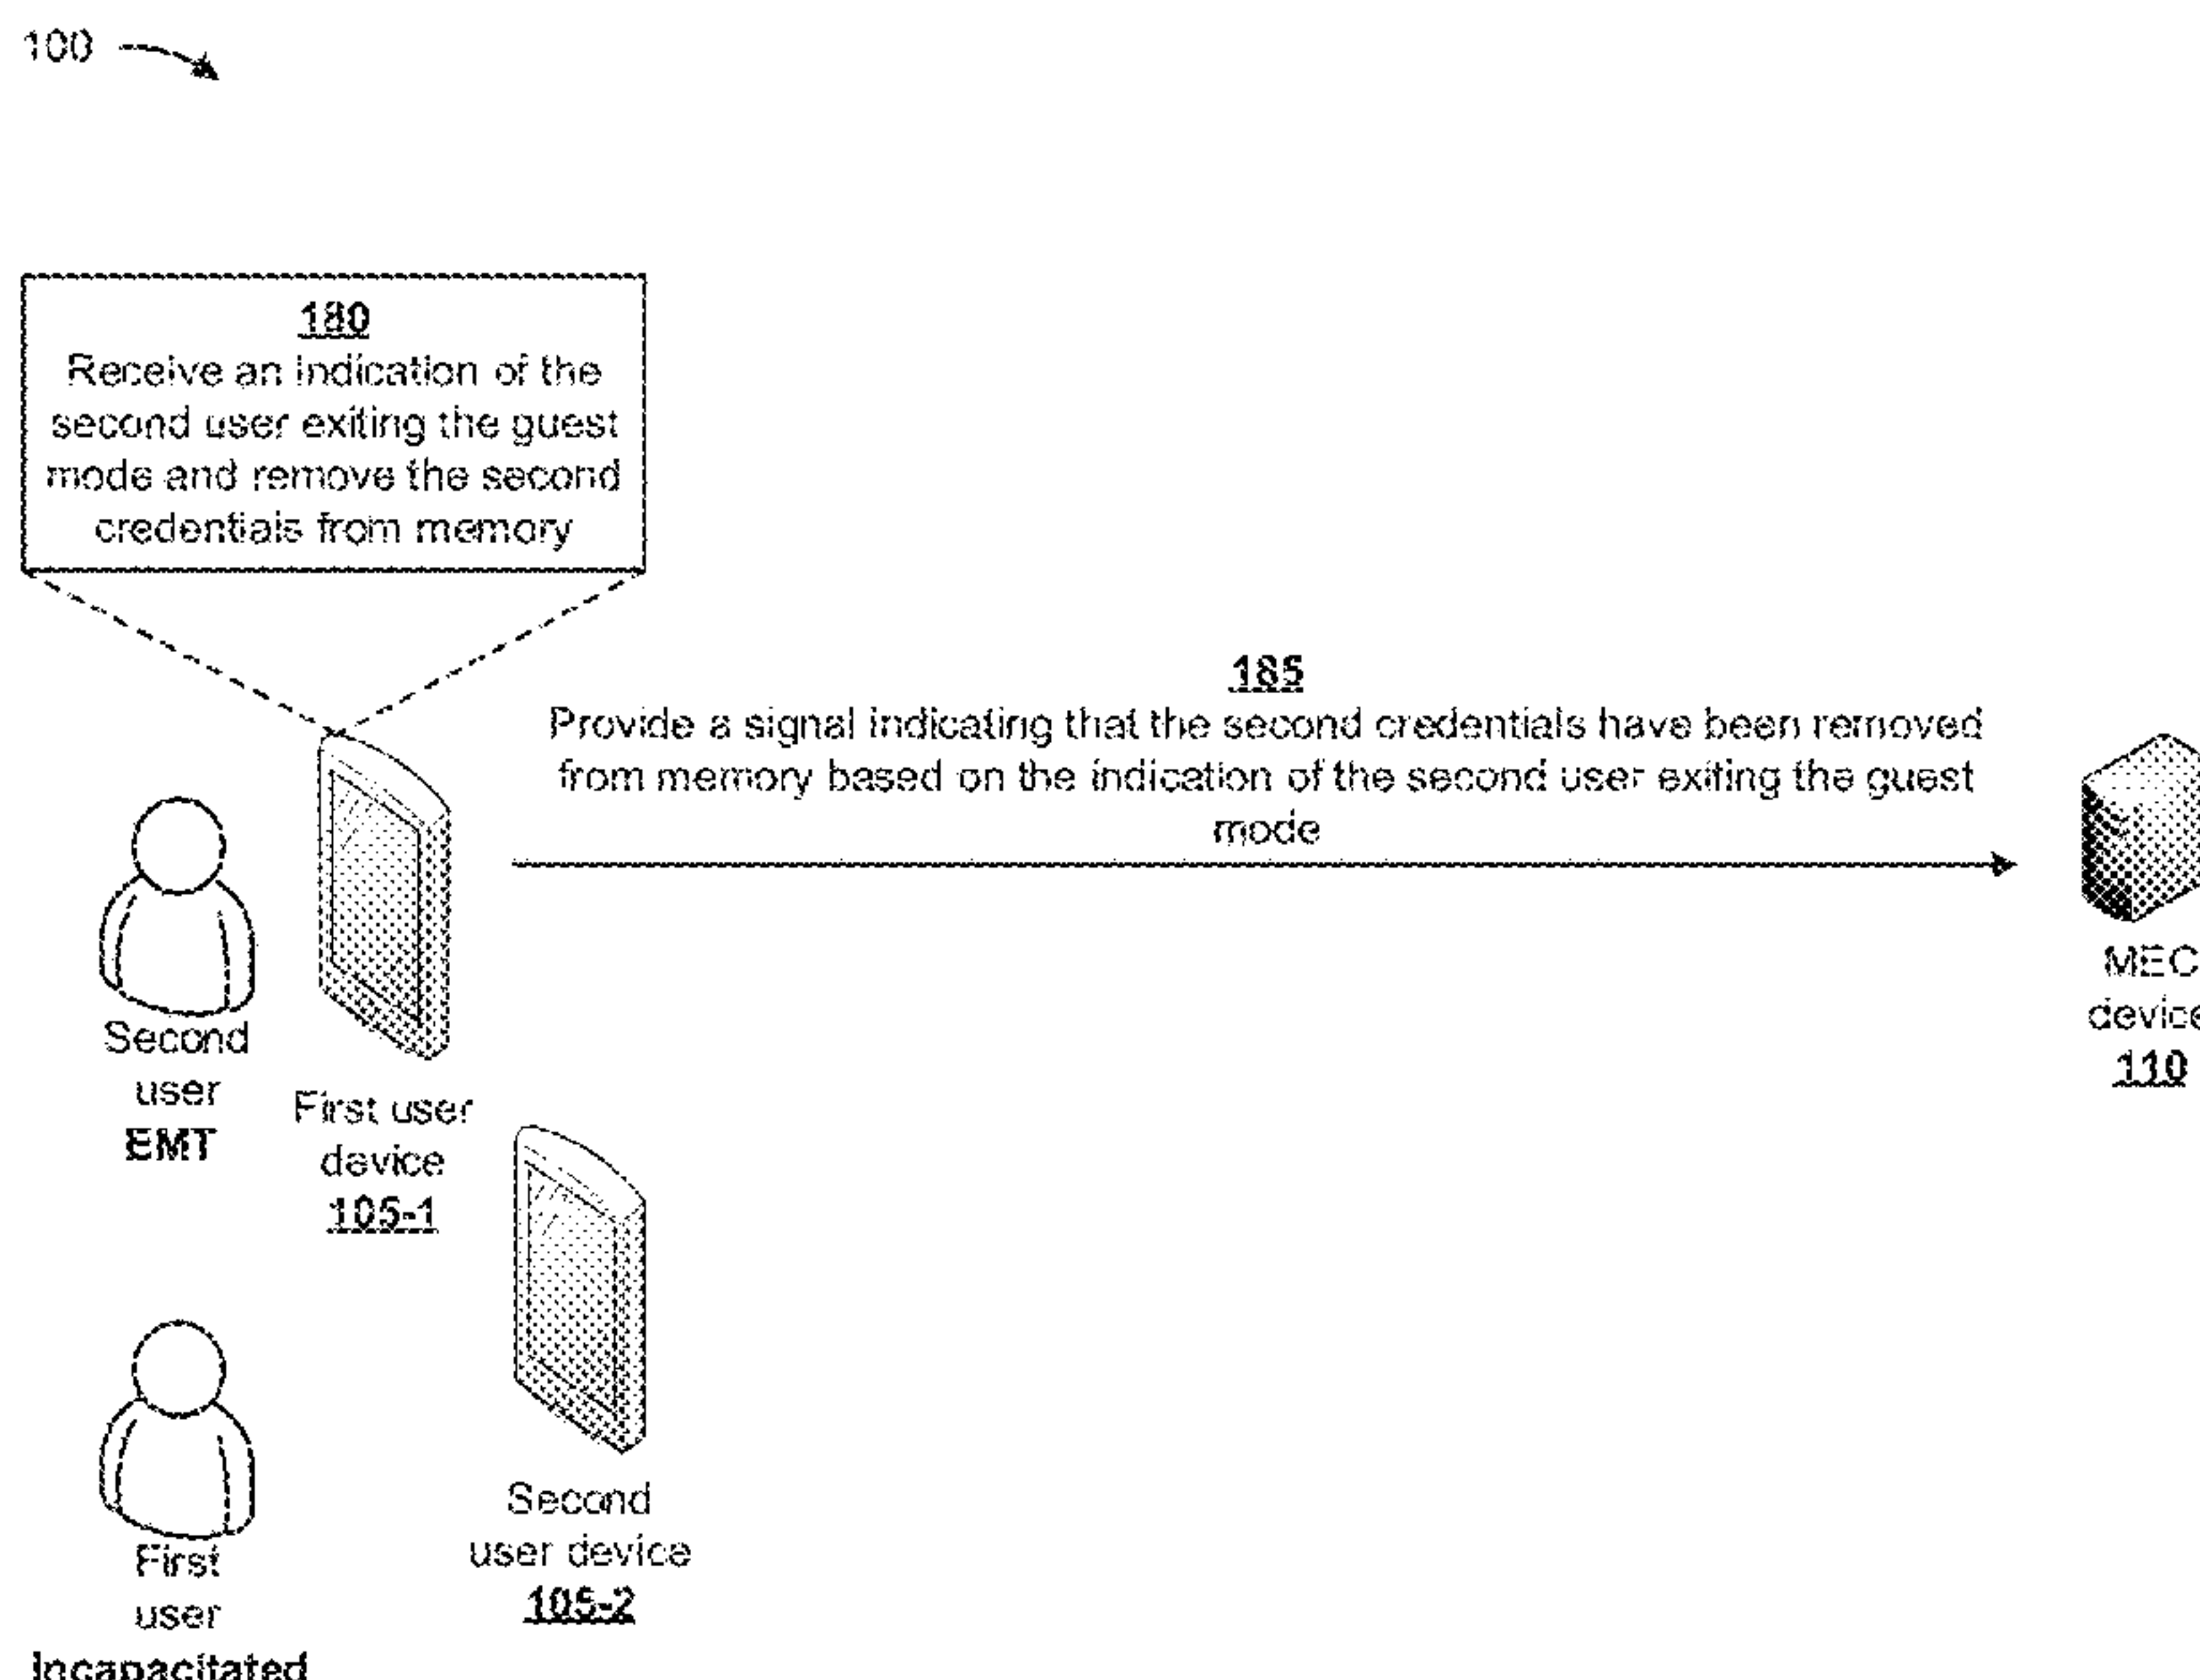 100
180
Receive an indication of the
second user exiting the guest
mode and remove the second
credentials from memory
185
Provide a signal indicating that the second credentials have been removed
from memory based on the indication of the second user exiting the guest
mode
MEC
device
110
Second
user
EMT
First user
device
105-1
Second
user device
105-2
First
user
Incapacitated